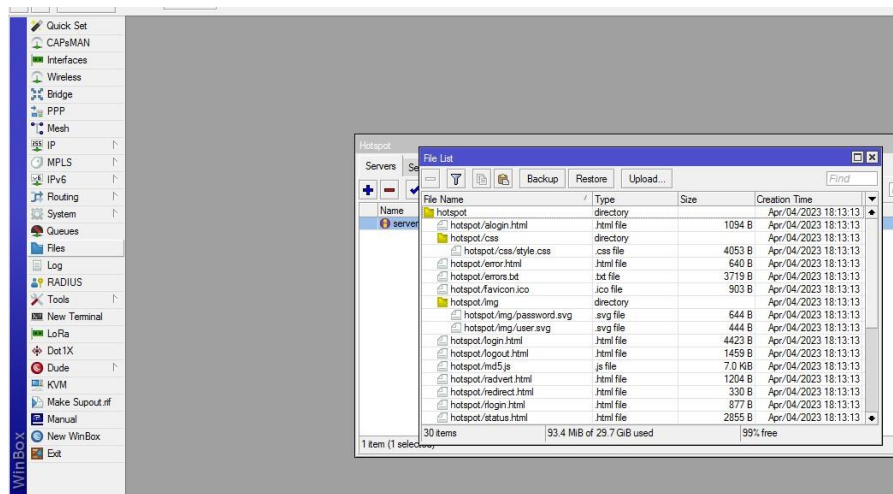 Quick Set
CAPsMAN
Interfaces
Wireless
Bridge
PPP
Mesh
IP
MPLS
IPv6
Routing
System
Queues
Files
Log
RADIUS
Tools
New Terminal
LoRa
Dot1X
Dude
KVM
Make Supout.rif
Manual
New WinBox
Exit
WinBox
Hotspot
Servers
Name
server
1 item (1 selected)
File List
Backup Restore Upload... Find
File Name Type Size Creation Time
hotspot directory Apr/04/2023 18:13:13
hotspot/alogin.html .html file 1094 B Apr/04/2023 18:13:13
hotspot/css directory Apr/04/2023 18:13:13
hotspot/css/style.css .css file 4053 B Apr/04/2023 18:13:13
hotspot/error.html .html file 640 B Apr/04/2023 18:13:13
hotspot/errors.txt .txt file 3719 B Apr/04/2023 18:13:13
hotspot/favicon.ico .ico file 903 B Apr/04/2023 18:13:13
hotspot/img directory Apr/04/2023 18:13:13
hotspot/img/password.svg .svg file 644 B Apr/04/2023 18:13:13
hotspot/img/user.svg .svg file 444 B Apr/04/2023 18:13:13
hotspot/login.html .html file 4423 B Apr/04/2023 18:13:13
hotspot/logout.html .html file 1459 B Apr/04/2023 18:13:13
hotspot/md5.js .js file 7.0 KiB Apr/04/2023 18:13:13
hotspot/radvert.html .html file 1204 B Apr/04/2023 18:13:13
hotspot/redirect.html .html file 330 B Apr/04/2023 18:13:13
hotspot/rlogin.html .html file 877 B Apr/04/2023 18:13:13
hotspot/status.html .html file 2855 B Apr/04/2023 18:13:13
30 items 93.4 MiB of 29.7 GiB used 99% free